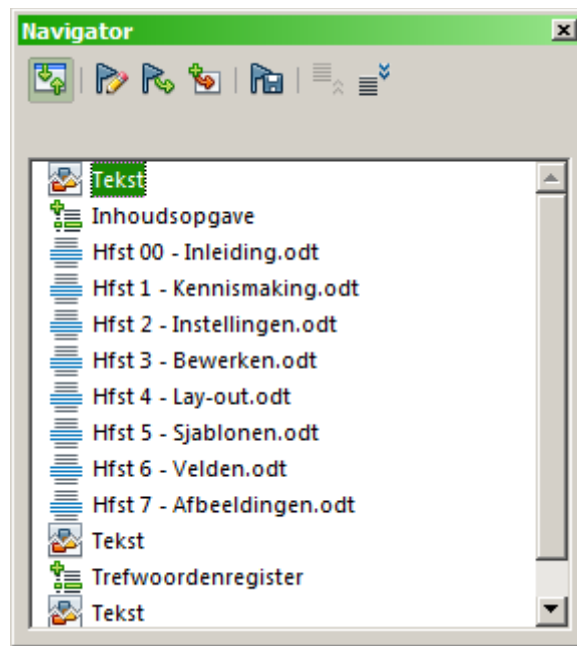 Navigator
Tekst
Inhoudsopgave
Hfst 00 - Inleiding.odt
Hfst 1 - Kennismaking.odt
Hfst 2 - Instellingen.odt
Hfst 3 - Bewerken.odt
Hfst 4 - Lay-out.odt
Hfst 5 - Sjablonen.odt
Hfst 6 - Velden.odt
Hfst 7 - Afbeeldingen.odt
Tekst
Trefwoordenregister
Tekst